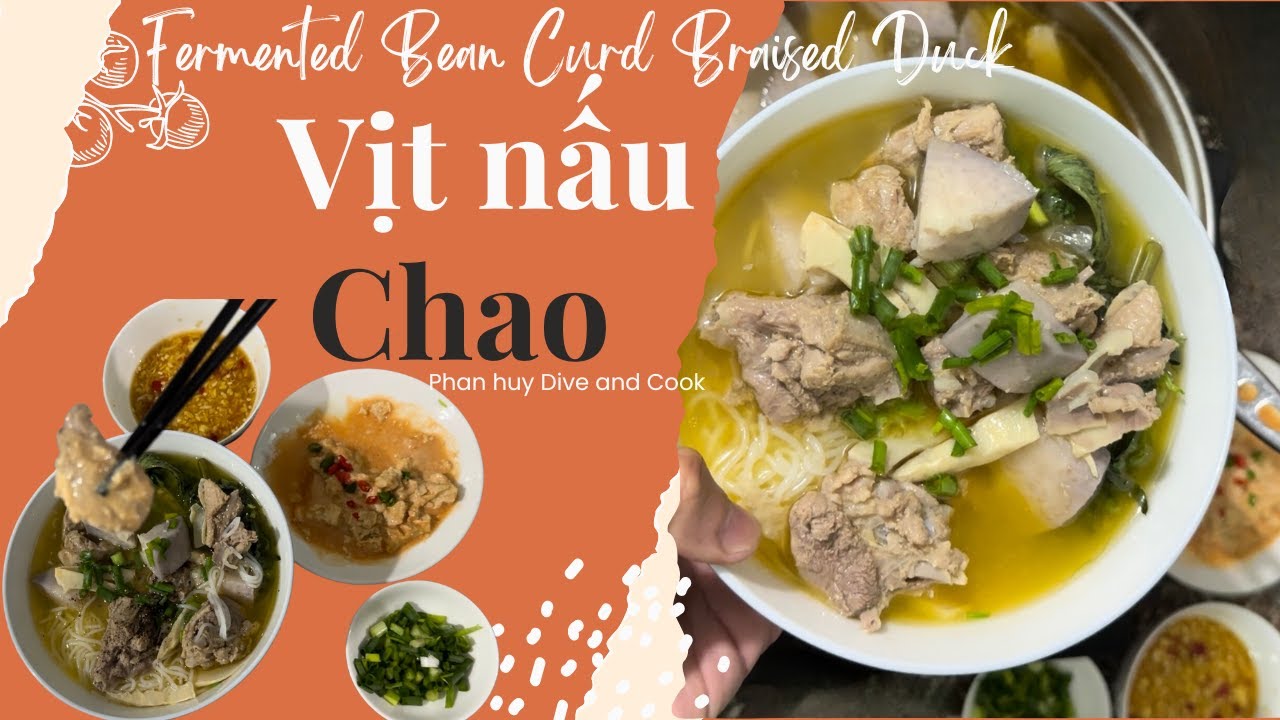 Fermented Bean Curd Braised Duck
Vịt nấu
Chao
Phan huy Dive and Cook